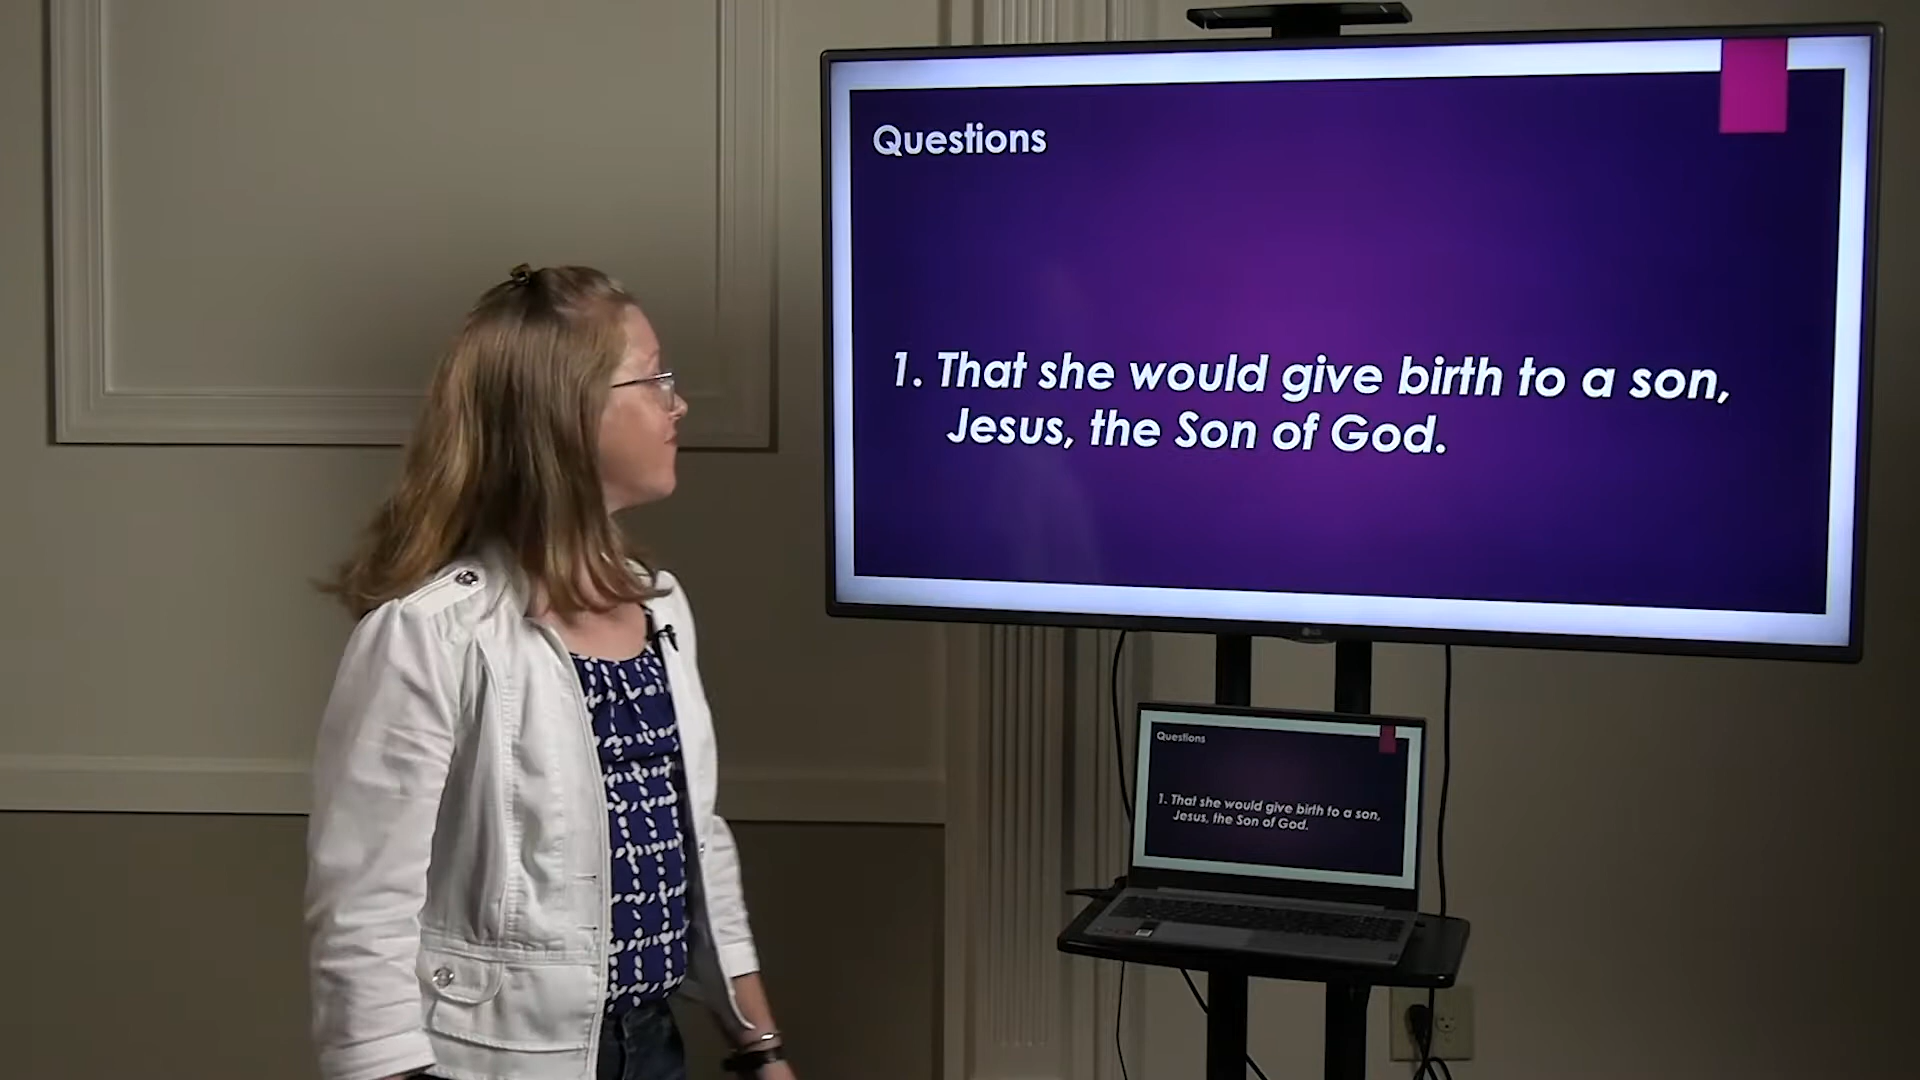 Questions
1. That she would give birth to a son,
Jesus, the Son of God.
LG
Questions
1. That she would give birth to a son,
Jesus, the Son of God.